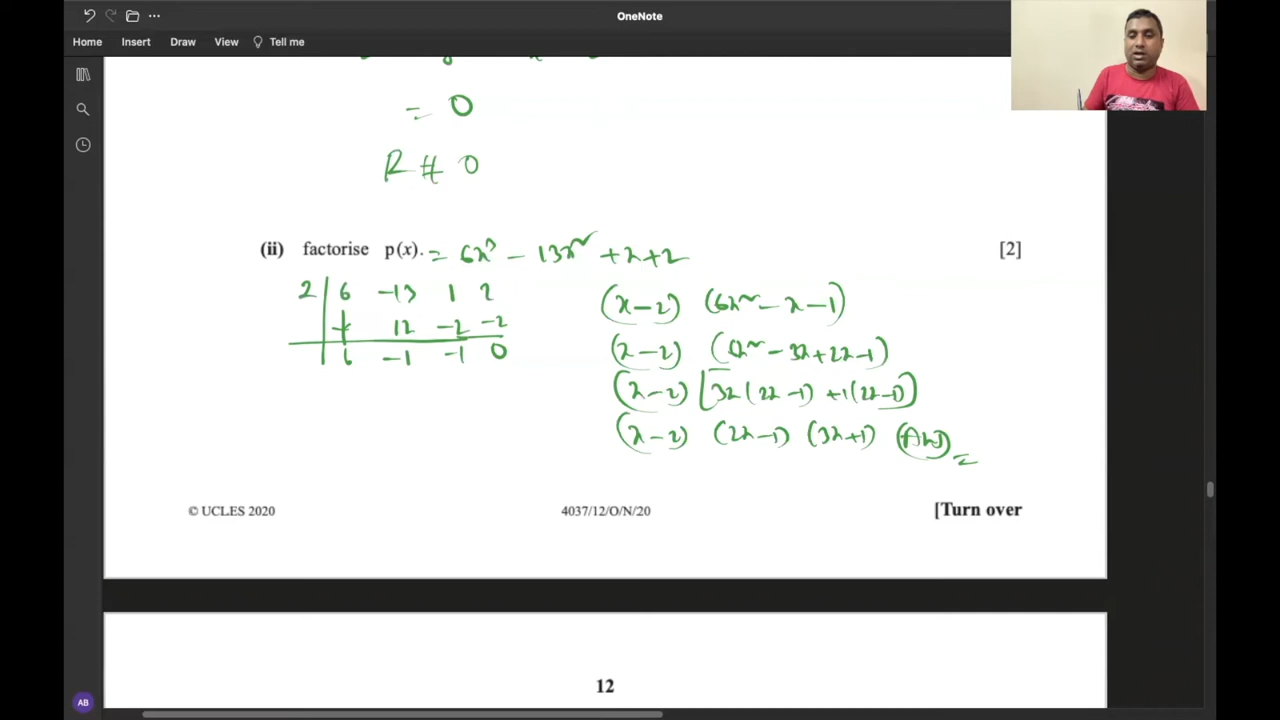 OneNote
Home Insert Draw View Tell me
= 0
R # 0
(ii) factorise p(x). = 6x³ - 13x² + x + 2 [2]
2 | 6 -13 1 2
12 -2 -2
6 -1 -1 0
(x-2) (6x² - x - 1)
(x-2) (6x² - 3x + 2x - 1)
(x-2) [3x(2x-1) + 1(2x-1)]
(x-2) (2x-1) (3x+1) (Ans)
© UCLES 2020 4037/12/O/N/20 [Turn over
12
AB